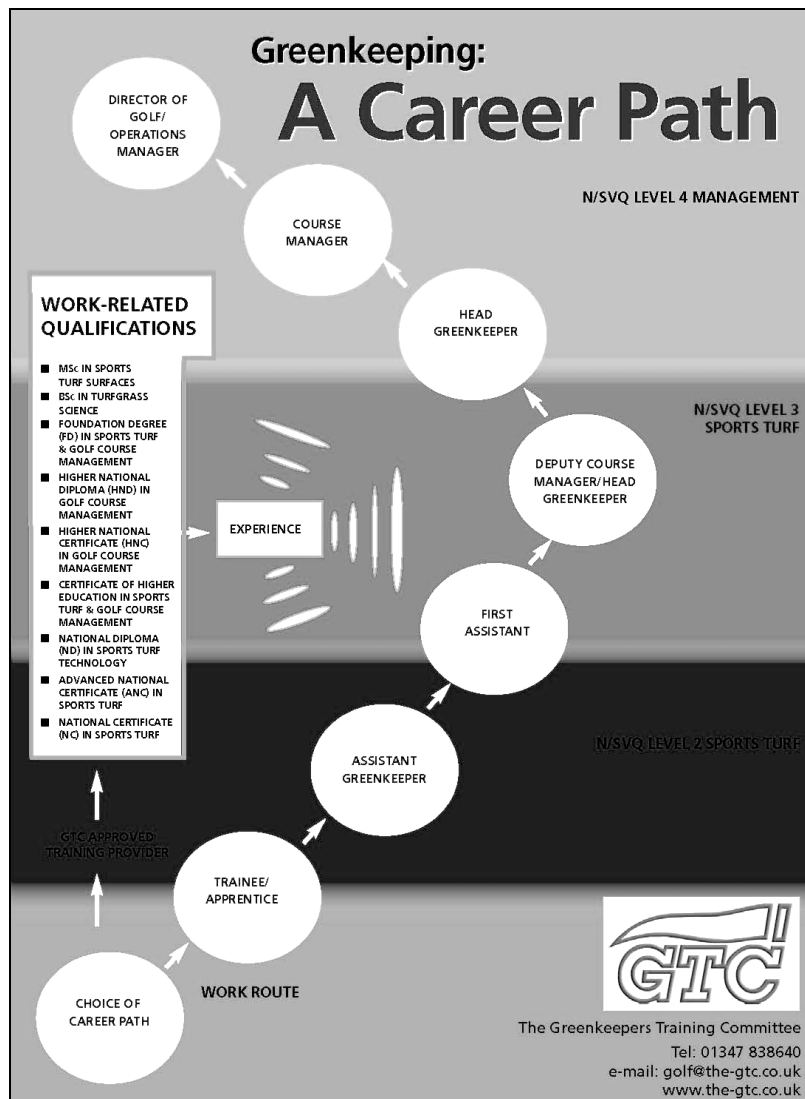 Greenkeeping:
A Career Path
DIRECTOR OF
GOLF/
OPERATIONS
MANAGER
N/SVQ LEVEL 4 MANAGEMENT
COURSE
MANAGER
HEAD
GREENKEEPER
WORK-RELATED
QUALIFICATIONS
■ MSc IN SPORTS
TURF SURFACES
■ BSc IN TURFGRASS
SCIENCE
■ FOUNDATION DEGREE
(FD) IN SPORTS TURF
& GOLF COURSE
MANAGEMENT
■ HIGHER NATIONAL
DIPLOMA (HND) IN
GOLF COURSE
MANAGEMENT
■ HIGHER NATIONAL
CERTIFICATE (HNC)
IN GOLF COURSE
MANAGEMENT
■ CERTIFICATE OF HIGHER
EDUCATION IN SPORTS
TURF & GOLF COURSE
MANAGEMENT
■ NATIONAL DIPLOMA
(ND) IN SPORTS TURF
TECHNOLOGY
■ ADVANCED NATIONAL
CERTIFICATE (ANC) IN
SPORTS TURF
■ NATIONAL CERTIFICATE
(NC) IN SPORTS TURF
N/SVQ LEVEL 3
SPORTS TURF
DEPUTY COURSE
MANAGER/HEAD
GREENKEEPER
EXPERIENCE
FIRST
ASSISTANT
N/SVQ LEVEL 2 SPORTS TURF
ASSISTANT
GREENKEEPER
GTC APPROVED
TRAINING PROVIDER
TRAINEE/
APPRENTICE
WORK ROUTE
CHOICE OF
CAREER PATH
GTC
The Greenkeepers Training Committee
Tel: 01347 838640
e-mail: golf@the-gtc.co.uk
www.the-gtc.co.uk